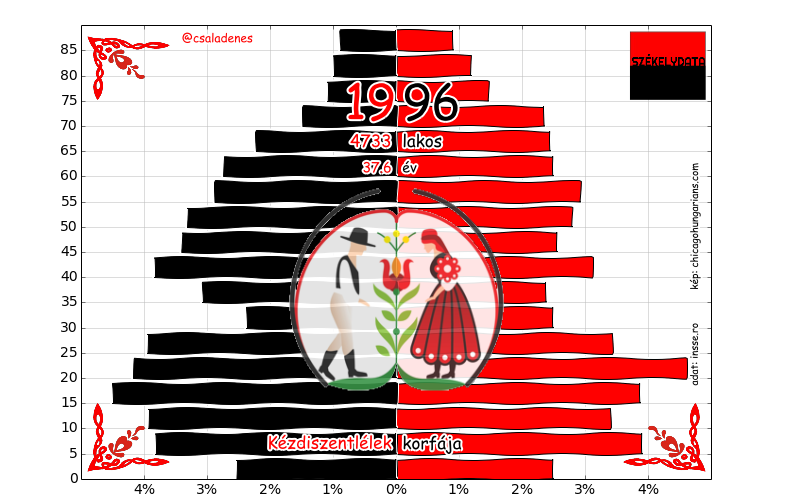 @csaladenes
SZÉKELYDATA
1996
4733 lakos
37.6 év
kép: chicagohungarians.com
adat: insse.ro
Kézdiszentlélek korfája
85
80
75
70
65
60
55
50
45
40
35
30
25
20
15
10
5
0
4% 3% 2% 1% 0% 1% 2% 3% 4%